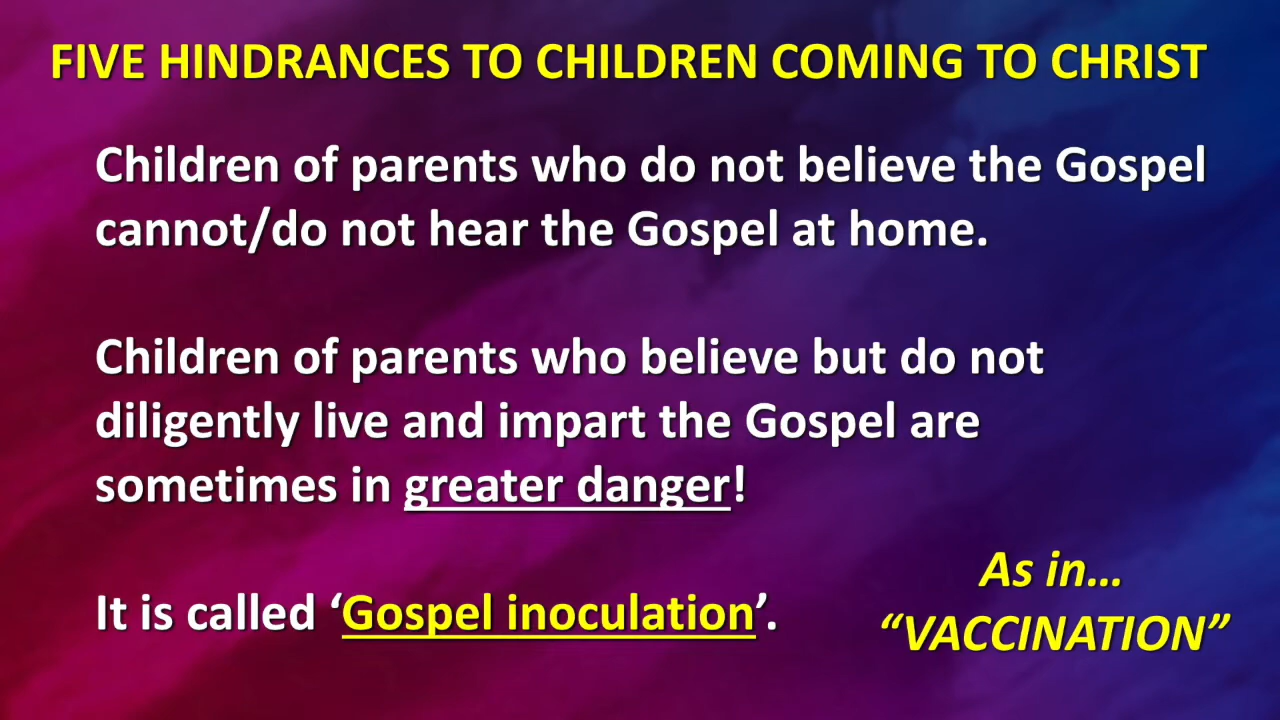 FIVE HINDRANCES TO CHILDREN COMING TO CHRIST
Children of parents who do not believe the Gospel
cannot/do not hear the Gospel at home.
Children of parents who believe but do not
diligently live and impart the Gospel are
sometimes in greater danger!
It is called ‘Gospel inoculation’.
As in...
“VACCINATION”